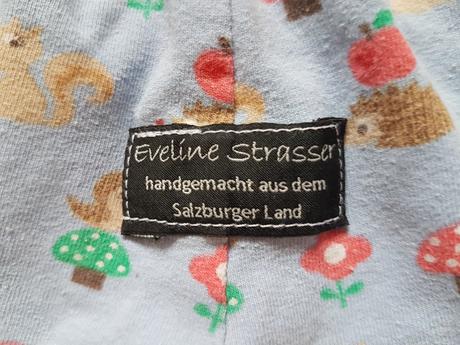 Eveline Strasser
handgemacht aus dem
Salzburger Land